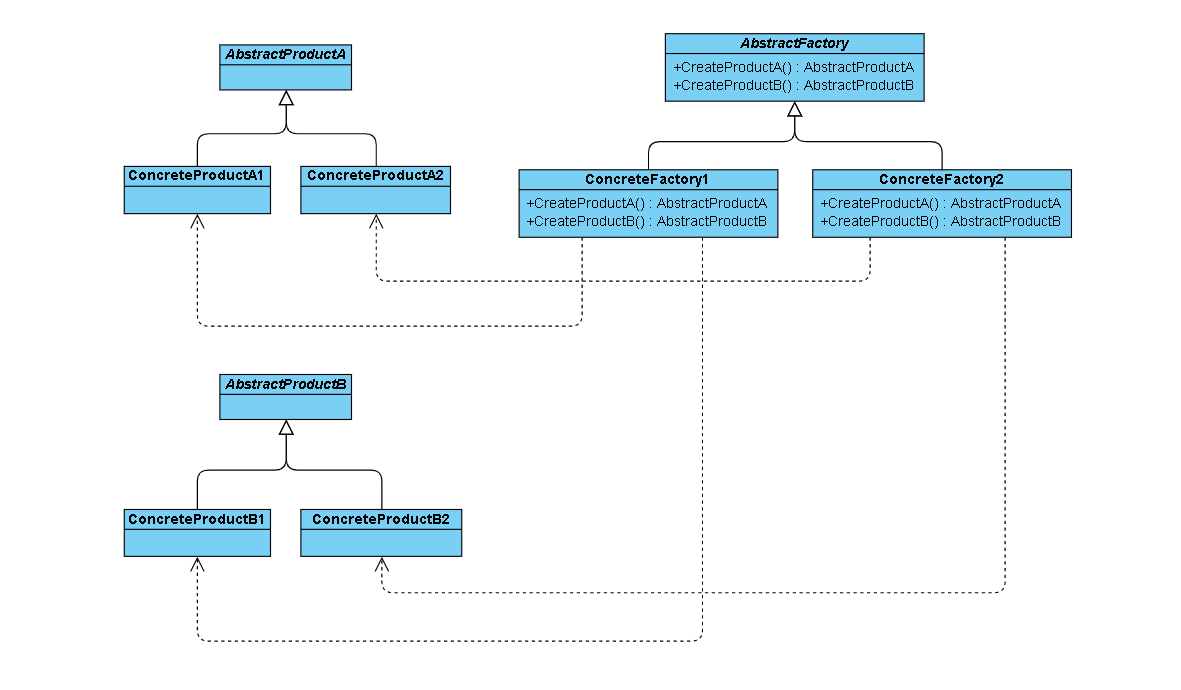 AbstractProductA
AbstractFactory
+CreateProductA() : AbstractProductA
+CreateProductB() : AbstractProductB
ConcreteProductA1
ConcreteProductA2
ConcreteFactory1
+CreateProductA() : AbstractProductA
+CreateProductB() : AbstractProductB
ConcreteFactory2
+CreateProductA() : AbstractProductA
+CreateProductB() : AbstractProductB
AbstractProductB
ConcreteProductB1
ConcreteProductB2